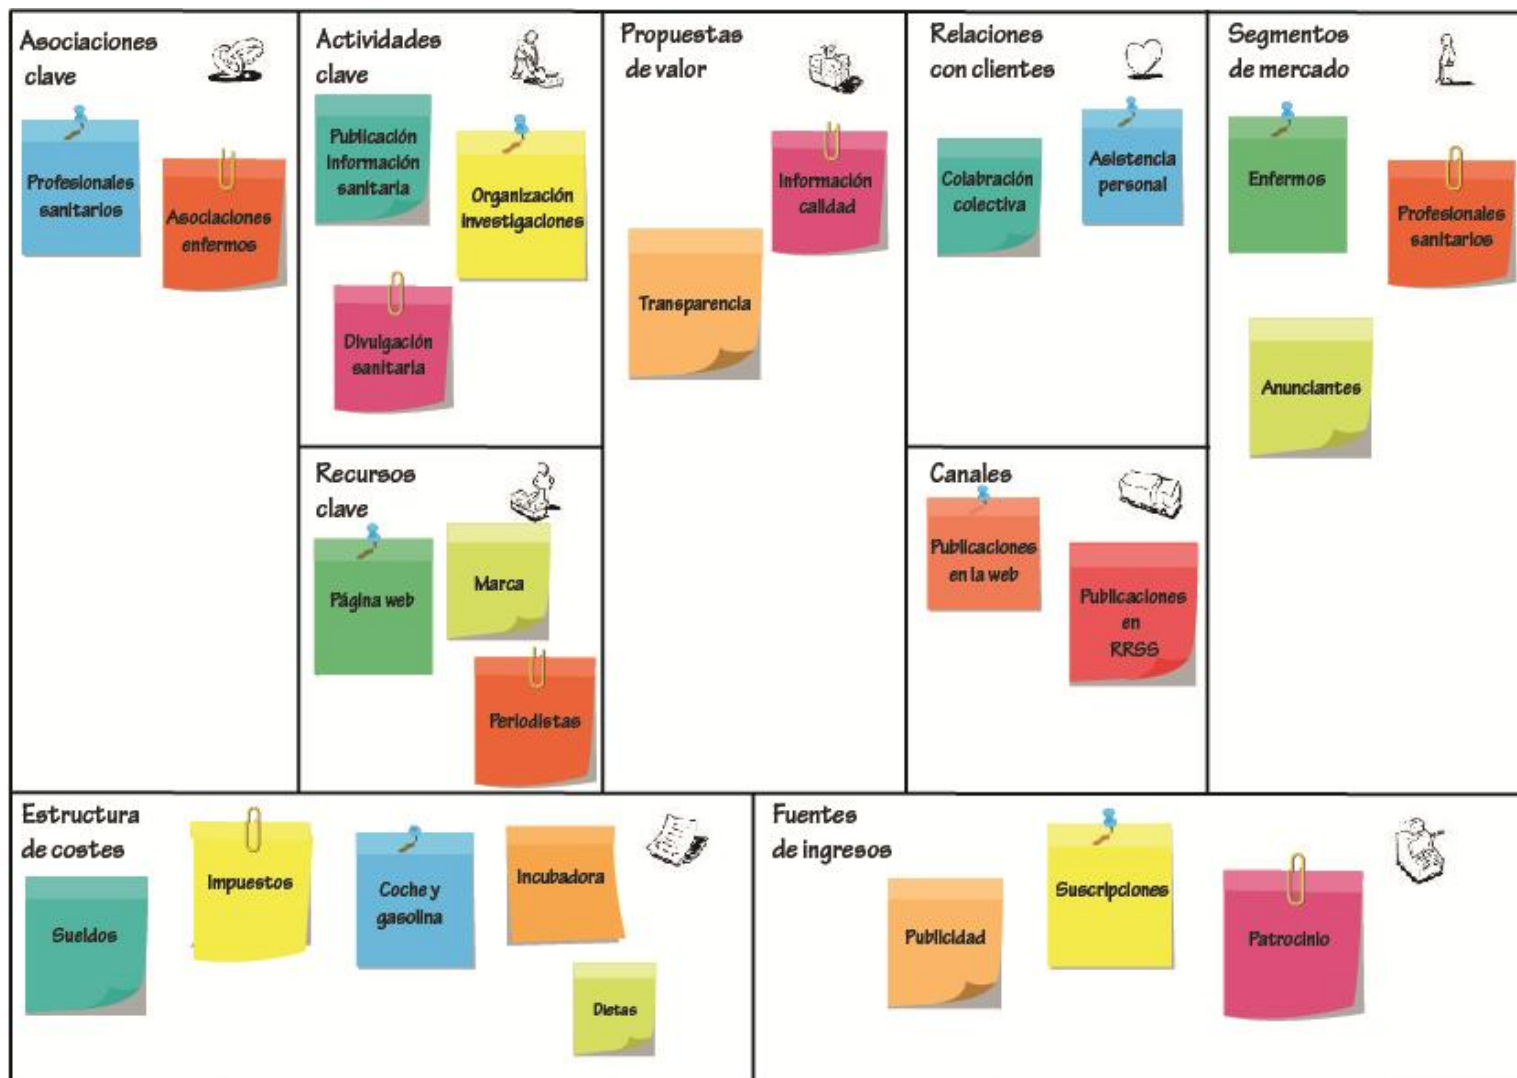 Asociaciones
clave
Profesionales
sanitarios
Asociaciones
enfermos
Actividades
clave
Publicación
Información
sanitaria
Organización
Investigaciones
Divulgación
sanitaria
Recursos
clave
Página web
Marca
Periodistas
Propuestas
de valor
Información
calidad
Transparencia
Relaciones
con clientes
Colabración
colectiva
Asistencia
personal
Canales
Publicaciones
en la web
Publicaciones
en
RRSS
Segmentos
de mercado
Enfermos
Profesionales
sanitarios
Anunciantes
Estructura
de costes
Sueldos
Impuestos
Coche y
gasolina
Incubadora
Dietas
Fuentes
de ingresos
Publicidad
Suscripciones
Patrocinio